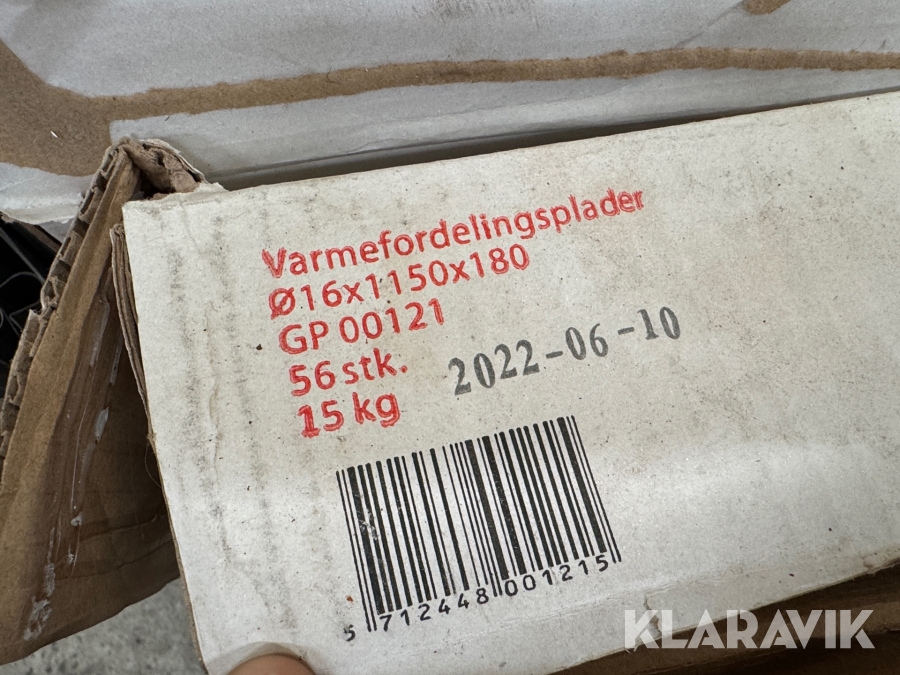 Varmefordelingsplader
Ø16x1150x180
GP 00121
56 stk.
2022-06-10
15 kg
5 712448 001215
KLARAVIK